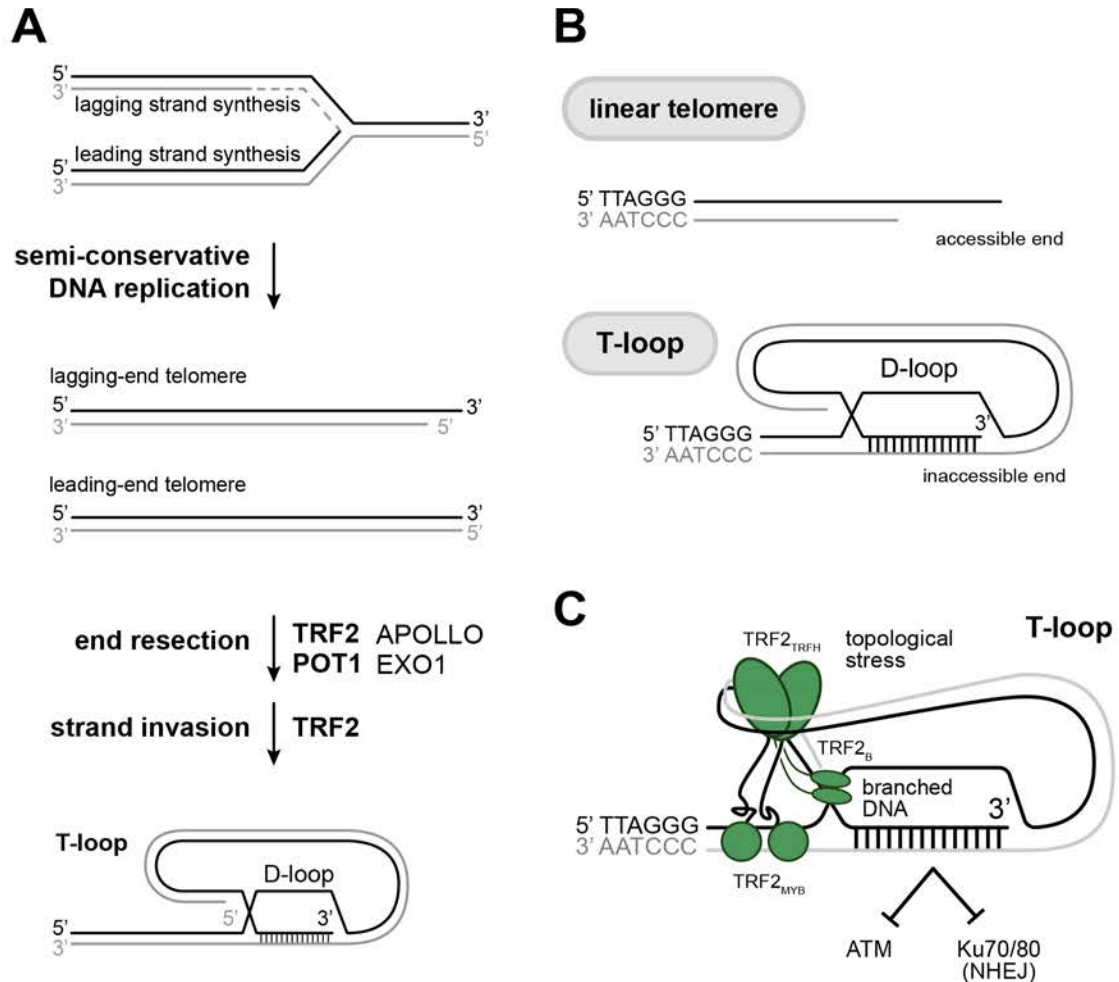 A
5'
3'
lagging strand synthesis
3'
5'
leading strand synthesis
5'
3'
semi-conservative
DNA replication
lagging-end telomere
5'
3'
3'
5'
leading-end telomere
5'
3'
3'
5'
end resection
TRF2 APOLLO
POT1 EXO1
strand invasion
TRF2
T-loop
D-loop
5'
3'
5'
3'
B
linear telomere
5' TTAGGG
3' AATCCC
accessible end
T-loop
D-loop
3'
5' TTAGGG
3' AATCCC
inaccessible end
C
T-loop
TRF2TRFH
topological
stress
TRF2B
branched
DNA
3'
5' TTAGGG
3' AATCCC
TRF2MYB
ATM
Ku70/80
(NHEJ)